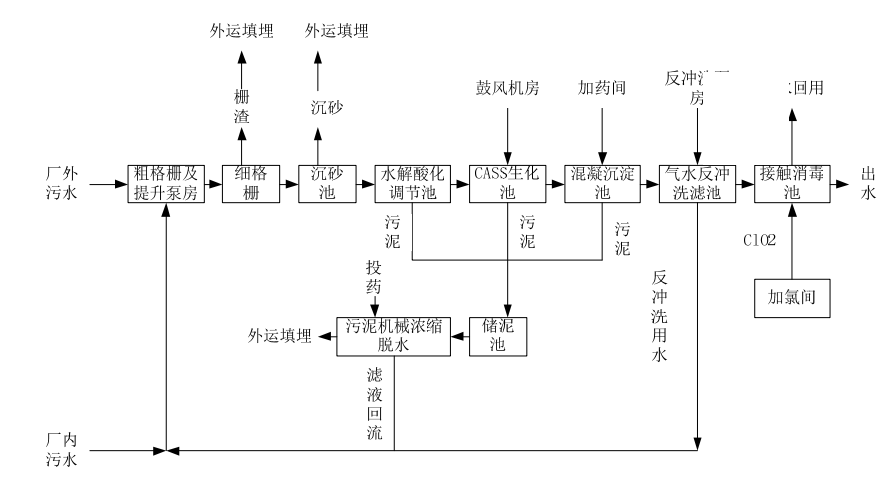 外运填埋
外运填埋
栅
渣
沉砂
鼓风机房
加药间
反冲
房
回用
厂外
污水
粗格栅及
提升泵房
细格
栅
沉砂
池
水解酸化
调节池
CASS生化
池
混凝沉淀
池
气水反冲
洗滤池
接触消毒
池
出
水
污
泥
污
泥
污
泥
ClO2
投
药
反
冲
洗
用
水
加氯间
外运填埋
污泥机械浓缩
脱水
储泥
池
滤
液
回
流
厂内
污水